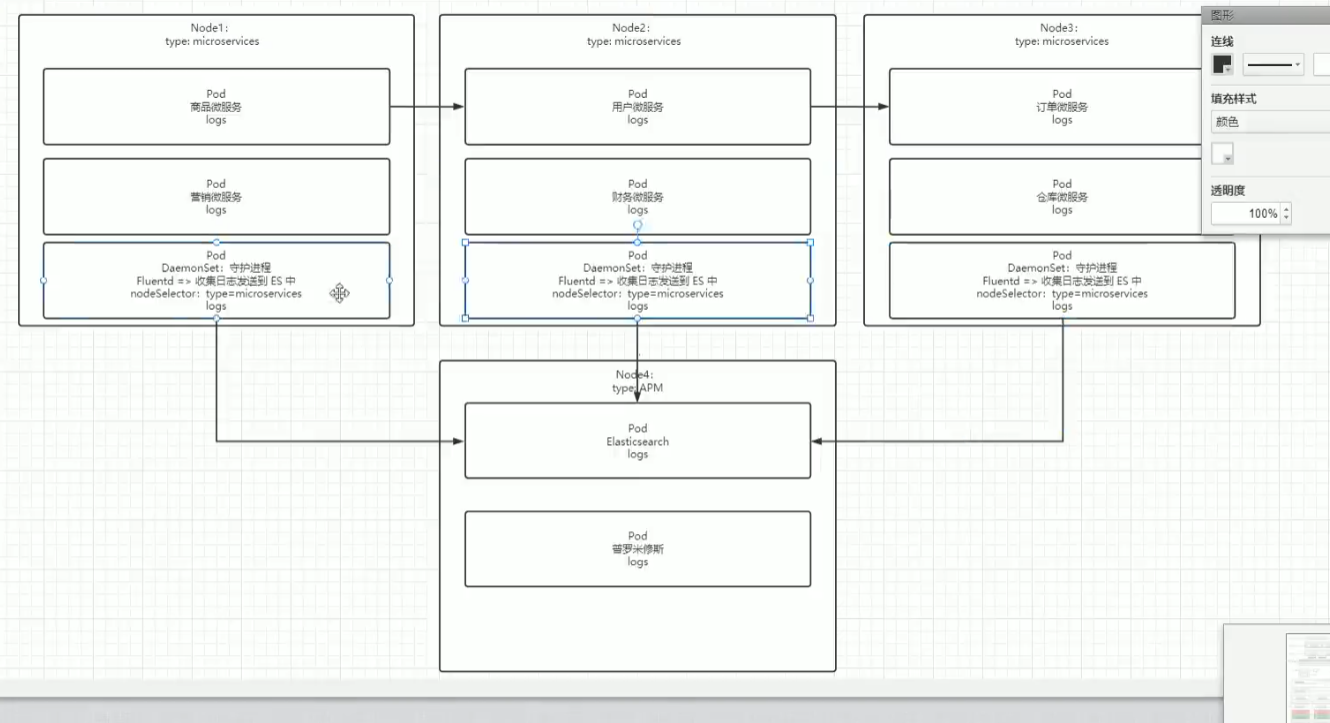 Node1:
type: microservices
Pod
商品微服务
logs
Pod
营销微服务
logs
Pod
DaemonSet：守护进程
Fluentd => 收集日志发送到 ES 中
nodeSelector：type=microservices
logs
Node2:
type: microservices
Pod
用户微服务
logs
Pod
财务微服务
logs
Pod
DaemonSet：守护进程
Fluentd => 收集日志发送到 ES 中
nodeSelector：type=microservices
logs
Node3:
type: microservices
Pod
订单微服务
logs
Pod
仓库微服务
logs
Pod
DaemonSet：守护进程
Fluentd => 收集日志发送到 ES 中
nodeSelector：type=microservices
logs
Node4:
type: APM
Pod
Elasticsearch
logs
Pod
普罗米修斯
logs
图形
连线
填充样式
颜色
透明度
100%